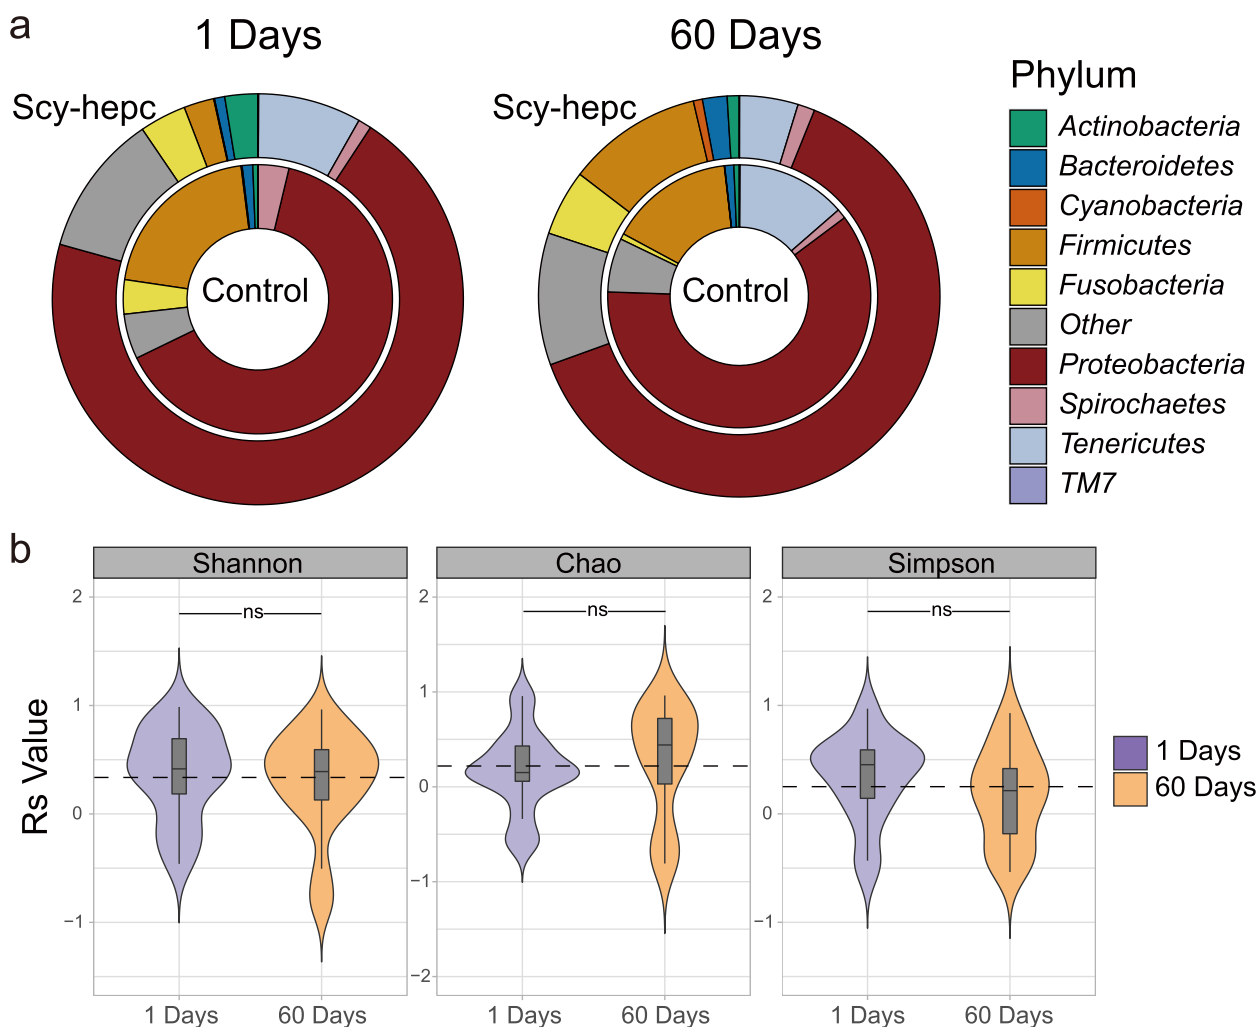 a
1 Days
60 Days
Scy-hepc
Control
Scy-hepc
Control
Phylum
Actinobacteria
Bacteroidetes
Cyanobacteria
Firmicutes
Fusobacteria
Other
Proteobacteria
Spirochaetes
Tenericutes
TM7
b
Rs Value
Shannon
2
1
0
−1
ns
1 Days
60 Days
Chao
2
1
0
−1
−2
ns
1 Days
60 Days
Simpson
2
1
0
−1
ns
1 Days
60 Days
1 Days
60 Days